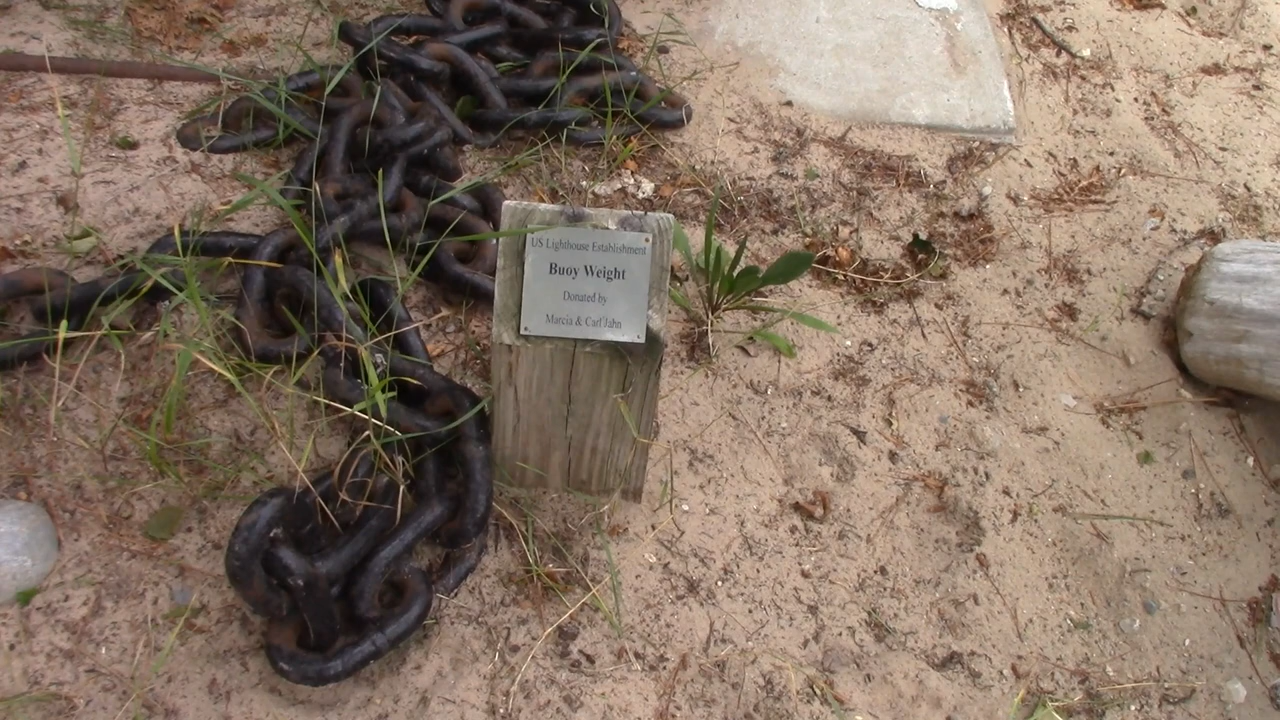 US Lighthouse Establishment
Buoy Weight
Donated by
Marcia & Carl Jahn